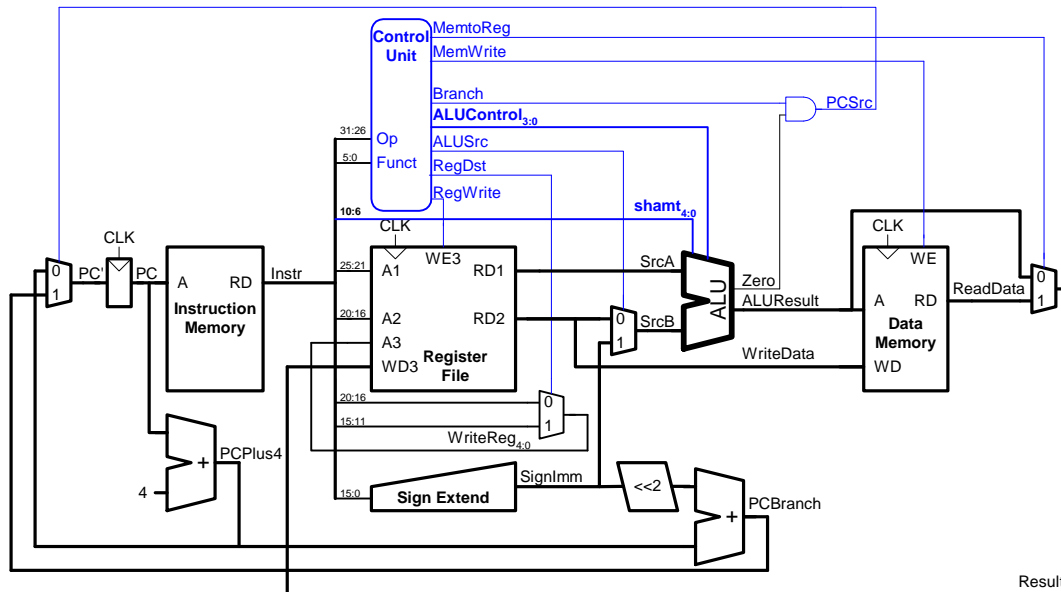 MemtoReg
Control
Unit
MemWrite
Branch
PCSrc
ALUControl3:0
31:26
Op
ALUSrc
5:0
Funct
RegDst
RegWrite
10:6
shamt4:0
CLK
CLK
CLK
0
1
PC'
PC
A
RD
Instr
Instruction
Memory
25:21
A1
WE3
RD1
SrcA
Zero
ALUResult
ALU
WE
0
1
ReadData
A
RD
Data
Memory
WD
20:16
A2
RD2
0
1
SrcB
A3
WD3
Register
File
WriteData
20:16
0
15:11
1
WriteReg4:0
PCPlus4
+
4
SignImm
15:0
Sign Extend
<<2
PCBranch
+
Result